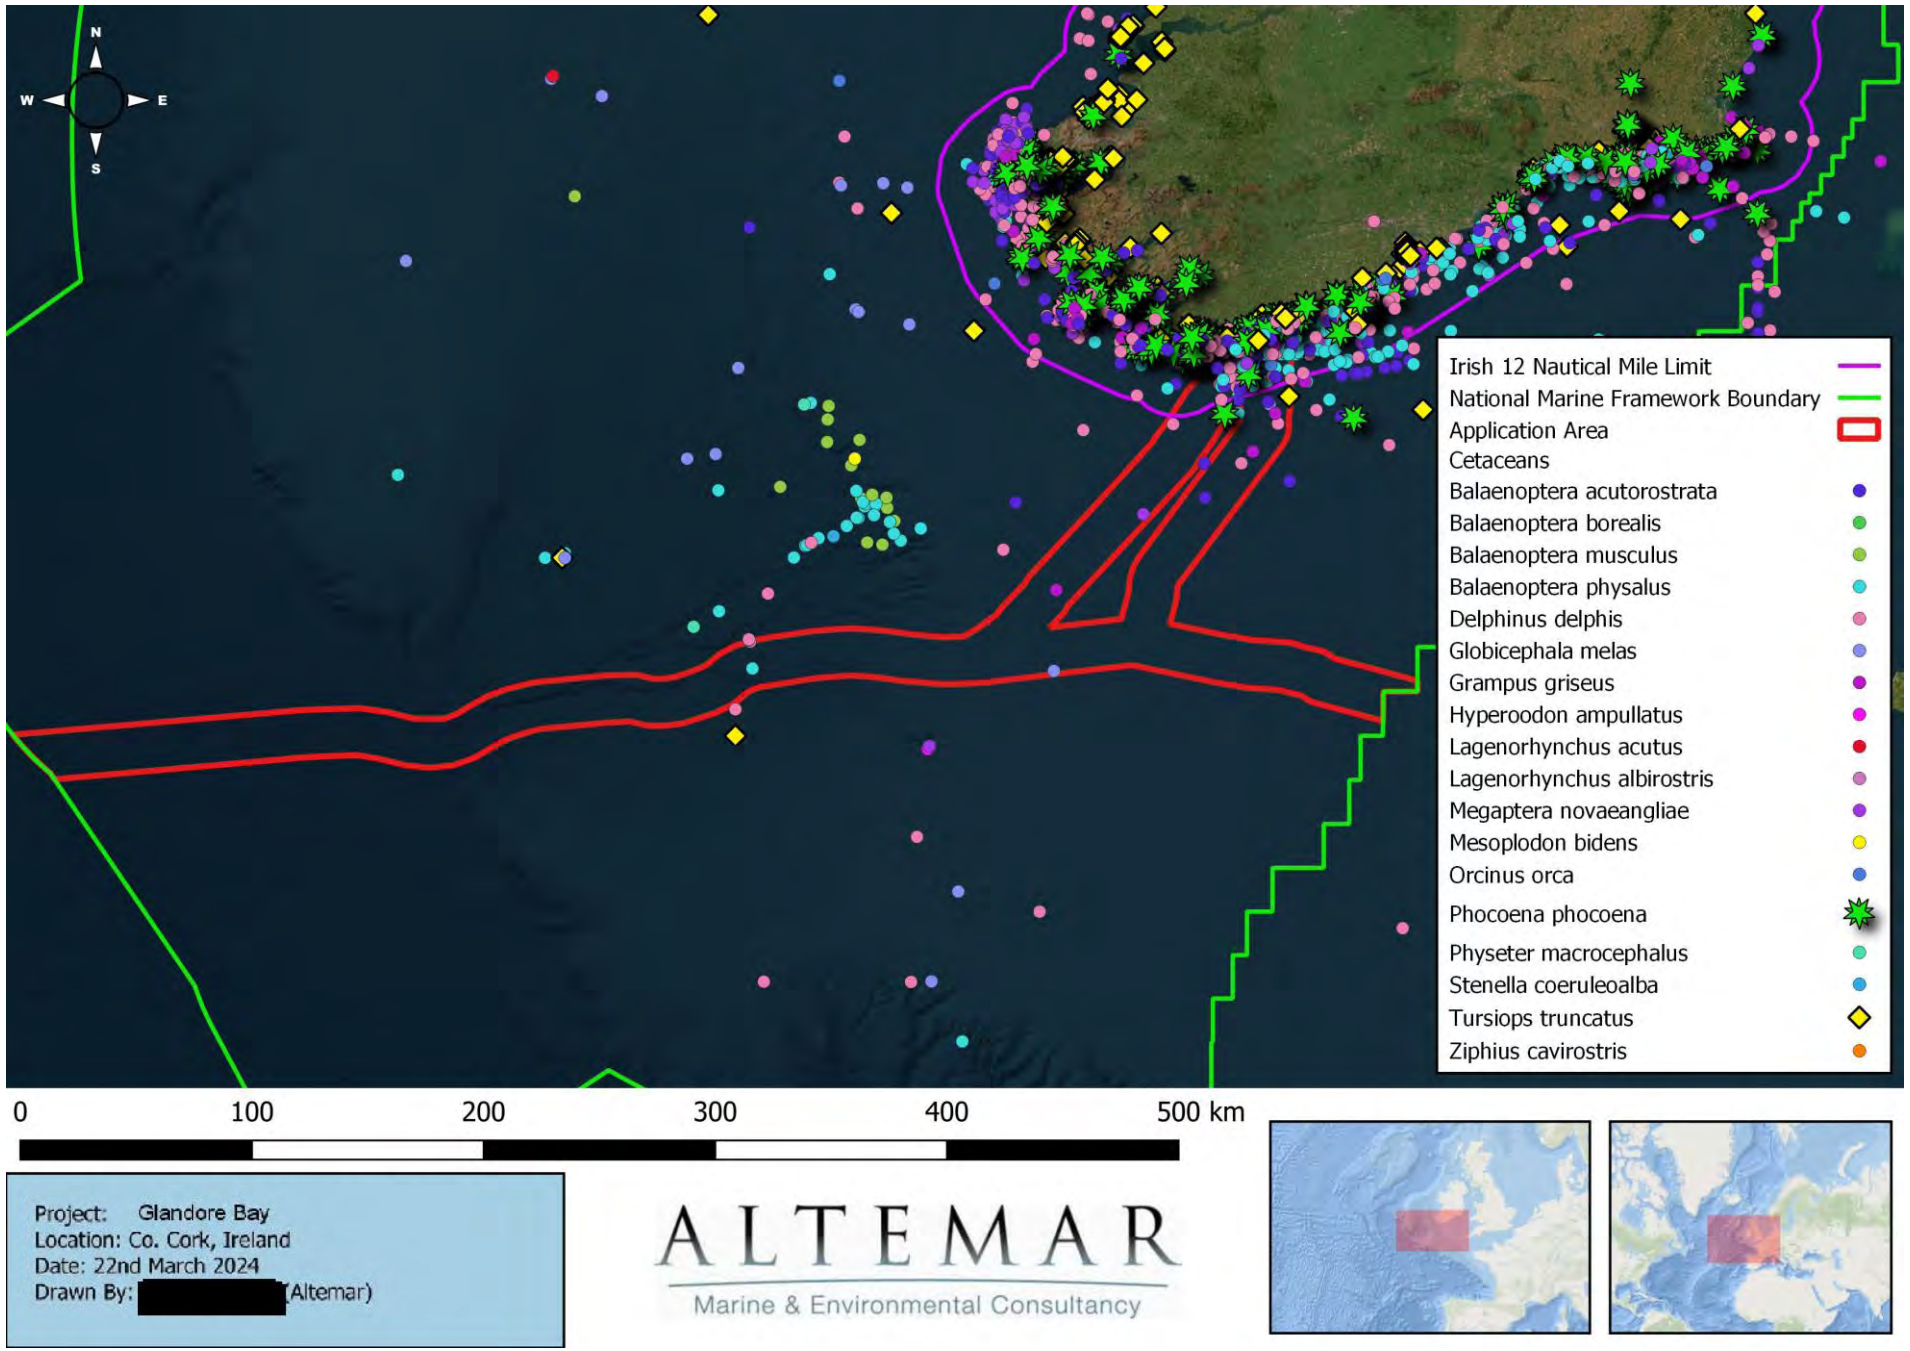 N
W E
S
Irish 12 Nautical Mile Limit
National Marine Framework Boundary
Application Area
Cetaceans
Balaenoptera acutorostrata
Balaenoptera borealis
Balaenoptera musculus
Balaenoptera physalus
Delphinus delphis
Globicephala melas
Grampus griseus
Hyperoodon ampullatus
Lagenorhynchus acutus
Lagenorhynchus albirostris
Megaptera novaeangliae
Mesoplodon bidens
Orcinus orca
Phocoena phocoena
Physeter macrocephalus
Stenella coeruleoalba
Tursiops truncatus
Ziphius cavirostris
0 100 200 300 400 500 km
Project: Glandore Bay
Location: Co. Cork, Ireland
Date: 22nd March 2024
Drawn By: (Altemar)
ALTEMAR
Marine & Environmental Consultancy